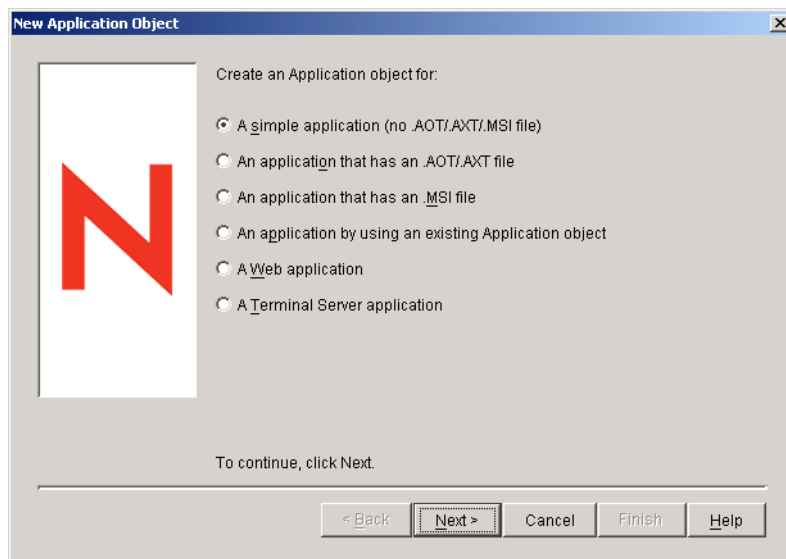 New Application Object
Create an Application object for:
A simple application (no .AOT/.AXT/.MSI file)
An application that has an .AOT/.AXT file
An application that has an .MSI file
An application by using an existing Application object
A Web application
A Terminal Server application
N
To continue, click Next.
< Back
Next >
Cancel
Finish
Help